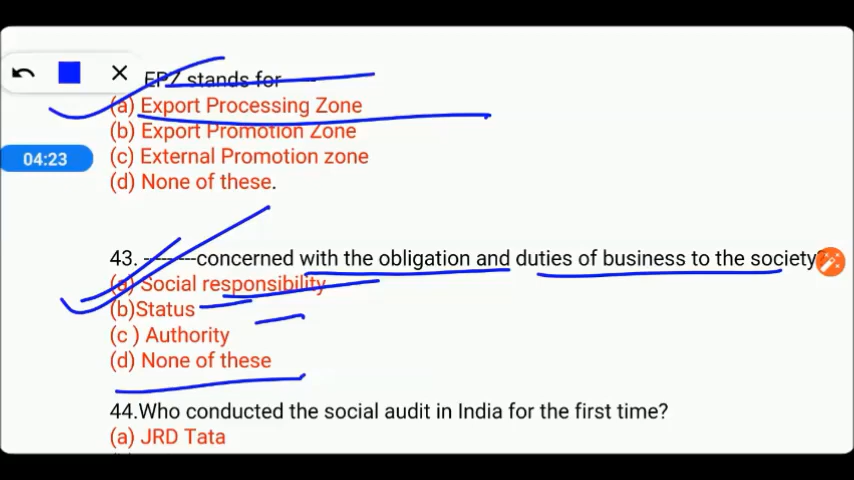 EPZ stands for -----
(a) Export Processing Zone
(b) Export Promotion Zone
(c) External Promotion zone
(d) None of these.
04:23
43. ---------concerned with the obligation and duties of business to the society?
(a) Social responsibility
(b)Status
(c ) Authority
(d) None of these
44.Who conducted the social audit in India for the first time?
(a) JRD Tata